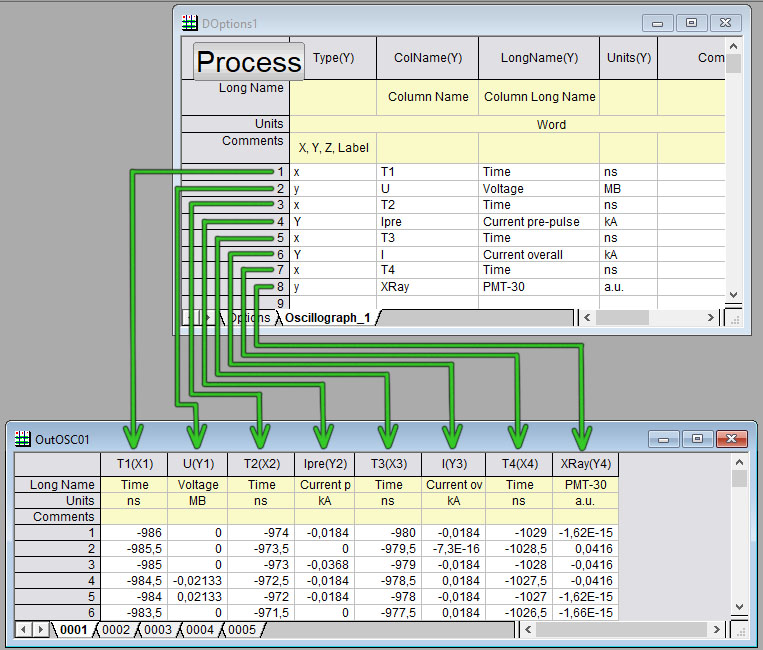 DOptions1
Process Type(Y) ColName(Y) LongName(Y) Units(Y) Com
Long Name Column Name Column Long Name
Units Word
Comments X, Y, Z, Label
1 x T1 Time ns
2 y U Voltage MB
3 x T2 Time ns
4 Y Ipre Current pre-pulse kA
5 x T3 Time ns
6 Y I Current overall kA
7 x T4 Time ns
8 y XRay PMT-30 a.u.
9
Options Oscillograph_1
OutOSC01
T1(X1) U(Y1) T2(X2) Ipre(Y2) T3(X3) I(Y3) T4(X4) XRay(Y4)
Long Name Time Voltage Time Current p Time Current ov Time PMT-30
Units ns MB ns kA ns kA ns a.u.
Comments
1 -986 0 -974 -0,0184 -980 -0,0184 -1029 -1,62E-15
2 -985,5 0 -973,5 0 -979,5 -7,3E-16 -1028,5 0,0416
3 -985 0 -973 -0,0368 -979 -0,0184 -1028 -0,0416
4 -984,5 -0,02133 -972,5 -0,0184 -978,5 0,0184 -1027,5 -0,0416
5 -984 0,02133 -972 -0,0184 -978 -0,0184 -1027 -1,62E-15
6 -983,5 0 -971,5 0 -977,5 0,0184 -1026,5 -1,66E-15
0001 0002 0003 0004 0005